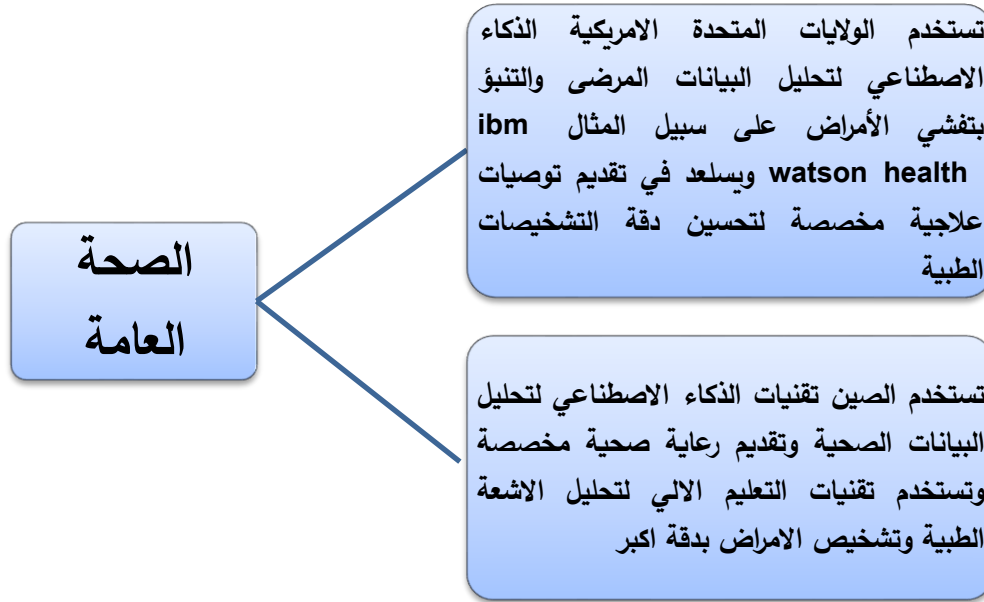 الصحة
العامة
تستخدم الولايات المتحدة الامريكية الذكاء
الاصطناعي لتحليل البيانات المرضى والتنبؤ
بتفشي الأمراض على سبيل المثال ibm
watson health ويسلعد في تقديم توصيات
علاجية مخصصة لتحسين دقة التشخيصات
الطبية
تستخدم الصين تقنيات الذكاء الاصطناعي لتحليل
البيانات الصحية وتقديم رعاية صحية مخصصة
وتستخدم تقنيات التعليم الالي لتحليل الاشعة
الطبية وتشخيص الامراض بدقة اكبر